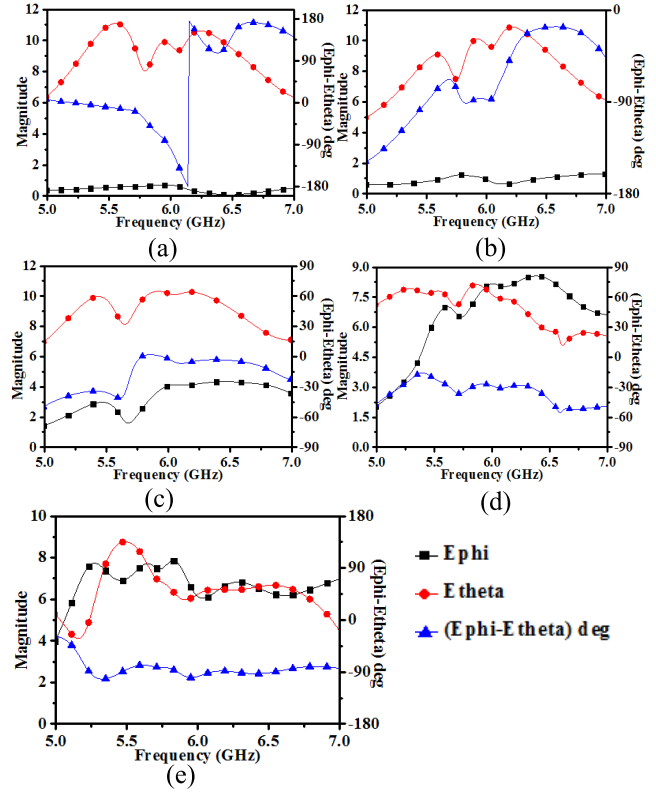 12
10
8
6
4
2
0
Magnitude
5.0 5.5 6.0 6.5 7.0
Frequency (GHz)
180
90
0
-90
-180
(Ephi-Etheta) deg
(a)
12
10
8
6
4
2
0
Magnitude
5.0 5.5 6.0 6.5 7.0
Frequency (GHz)
0
-90
-180
(Ephi- Etheta) deg
(b)
12
10
8
6
4
2
0
Magnitude
5.0 5.5 6.0 6.5 7.0
Frequency (GHz)
90
60
30
0
-30
-60
-90
(Ephi-Etheta) deg
(c)
9.0
7.5
6.0
4.5
3.0
1.5
0.0
Magnitude
5.0 5.5 6.0 6.5 7.0
Frequency (GHz)
90
60
30
0
-30
-60
-90
(Ephi-Etheta) deg
(d)
10
8
6
4
2
0
Magnitude
5.0 5.5 6.0 6.5 7.0
Frequency (GHz)
180
90
0
-90
-180
(Ephi-Etheta) deg
(e)
Ephi
Etheta
(Ephi-Etheta) deg